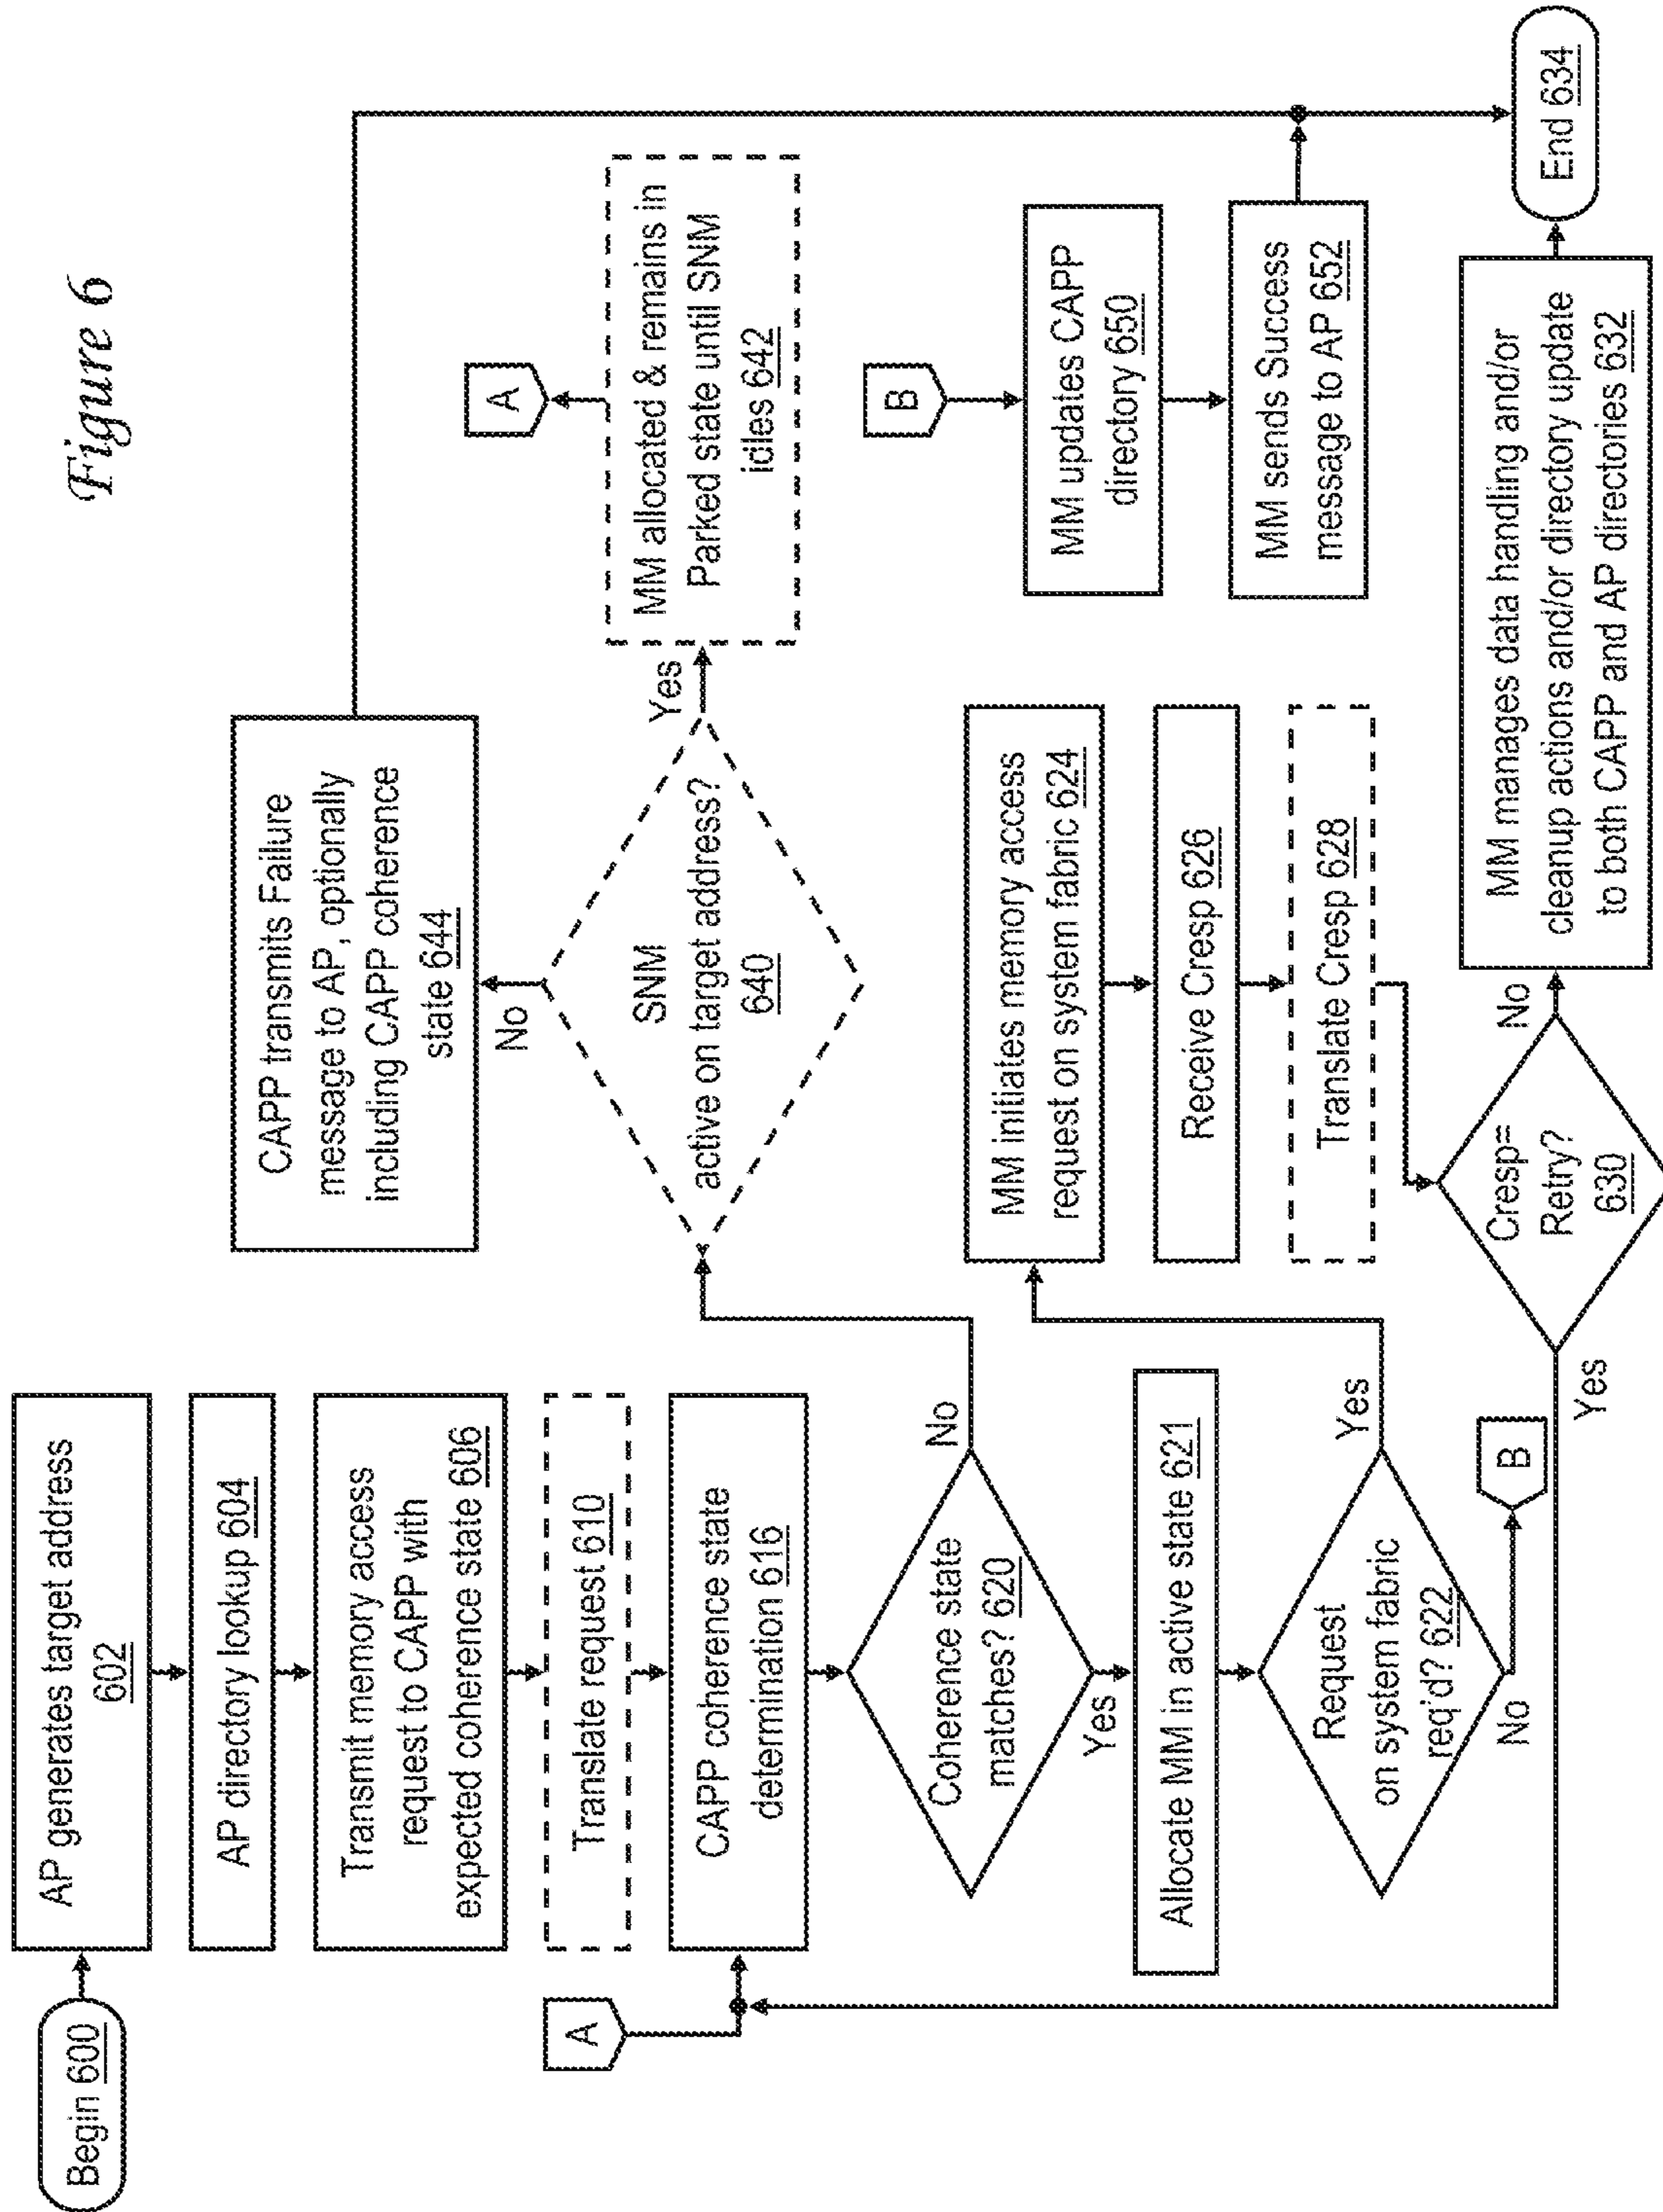 Figure 6
Begin 600
AP generates target address
602
AP directory lookup 604
Transmit memory access
request to CAPP with
expected coherence state 606
Translate request 610
A
CAPP coherence state
determination 616
Coherence state
matches? 620
No
Yes
Allocate MM in active state 621
Request
on system fabric
req'd? 622
Yes
No
B
CAPP transmits Failure
message to AP, optionally
including CAPP coherence
state 644
No
SNM
active on target address?
640
Yes
MM allocated & remains in
Parked state until SNM
idles 642
A
MM initiates memory access
request on system fabric 624
Receive Cresp 626
Translate Cresp 628
Cresp=
Retry?
630
Yes
No
B
MM updates CAPP
directory 650
MM sends Success
message to AP 652
MM manages data handling and/or
cleanup actions and/or directory update
to both CAPP and AP directories 632
End 634